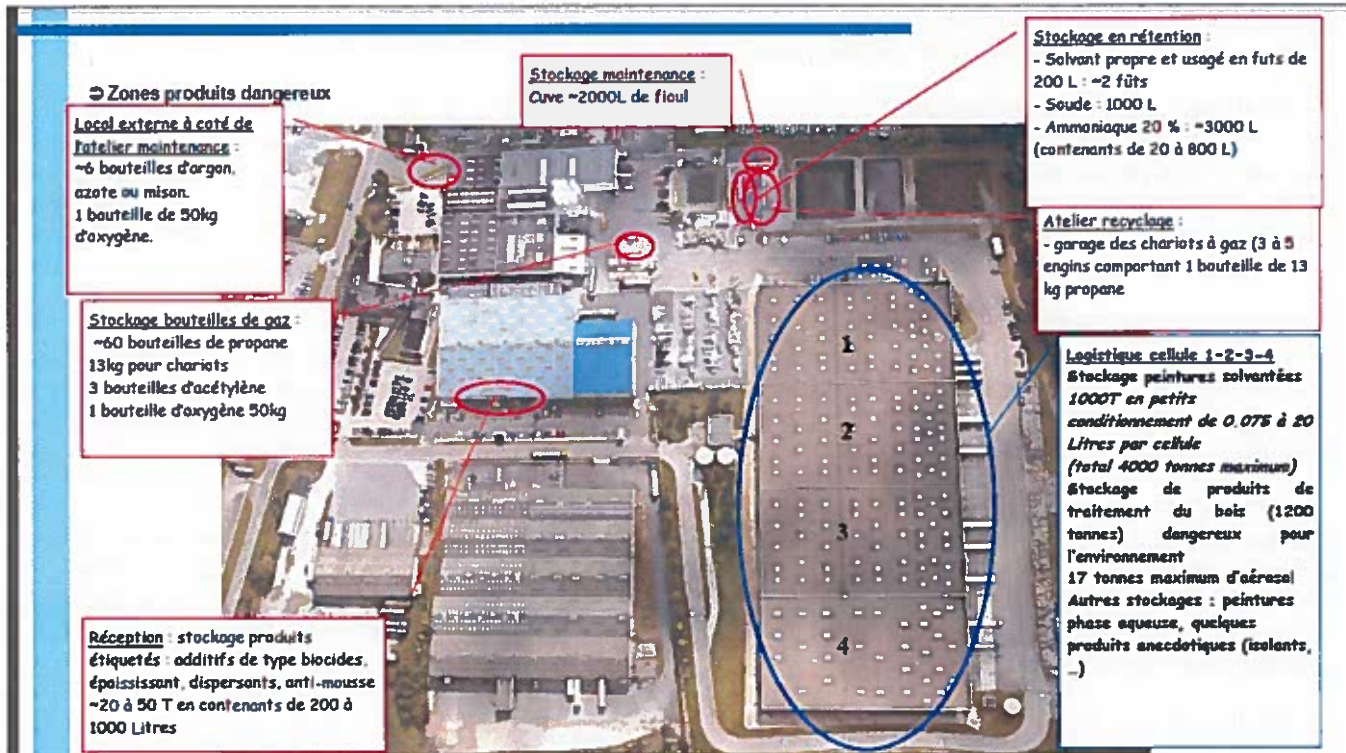 ➲ Zones produits dangereux
Local externe à coté de
l'atelier maintenance :
~6 bouteilles d'argon,
azote ou mison.
1 bouteille de 50kg
d'oxygène.
Stockage maintenance :
Cuve ~2000L de fioul
Stockage en rétention :
- Solvant propre et usagé en futs de
200 L : ~2 fûts
- Soude : 1000 L
- Ammoniaque 20 % : ~3000 L
(contenants de 20 à 800 L)
Atelier recyclage :
- garage des chariots à gaz (3 à 5
engins comportant 1 bouteille de 13
kg propane
Stockage bouteilles de gaz :
~60 bouteilles de propane
13kg pour chariots
3 bouteilles d'acétylène
1 bouteille d'oxygène 50kg
Logistique cellule 1-2-3-4
Stockage peintures solvantées
1000T en petits
conditionnement de 0,075 à 20
Litres par cellule
(total 4000 tonnes maximum)
Stockage de produits de
traitement du bois (1200
tonnes) dangereux pour
l'environnement
17 tonnes maximum d'aérosol
Autres stockages : peintures
phase aqueuse, quelques
produits anecdotiques (isolants,
…)
1
2
3
4
Réception : stockage produits
étiquetés : additifs de type biocides,
épaississant, dispersants, anti-mousse
~20 à 50 T en contenants de 200 à
1000 Litres